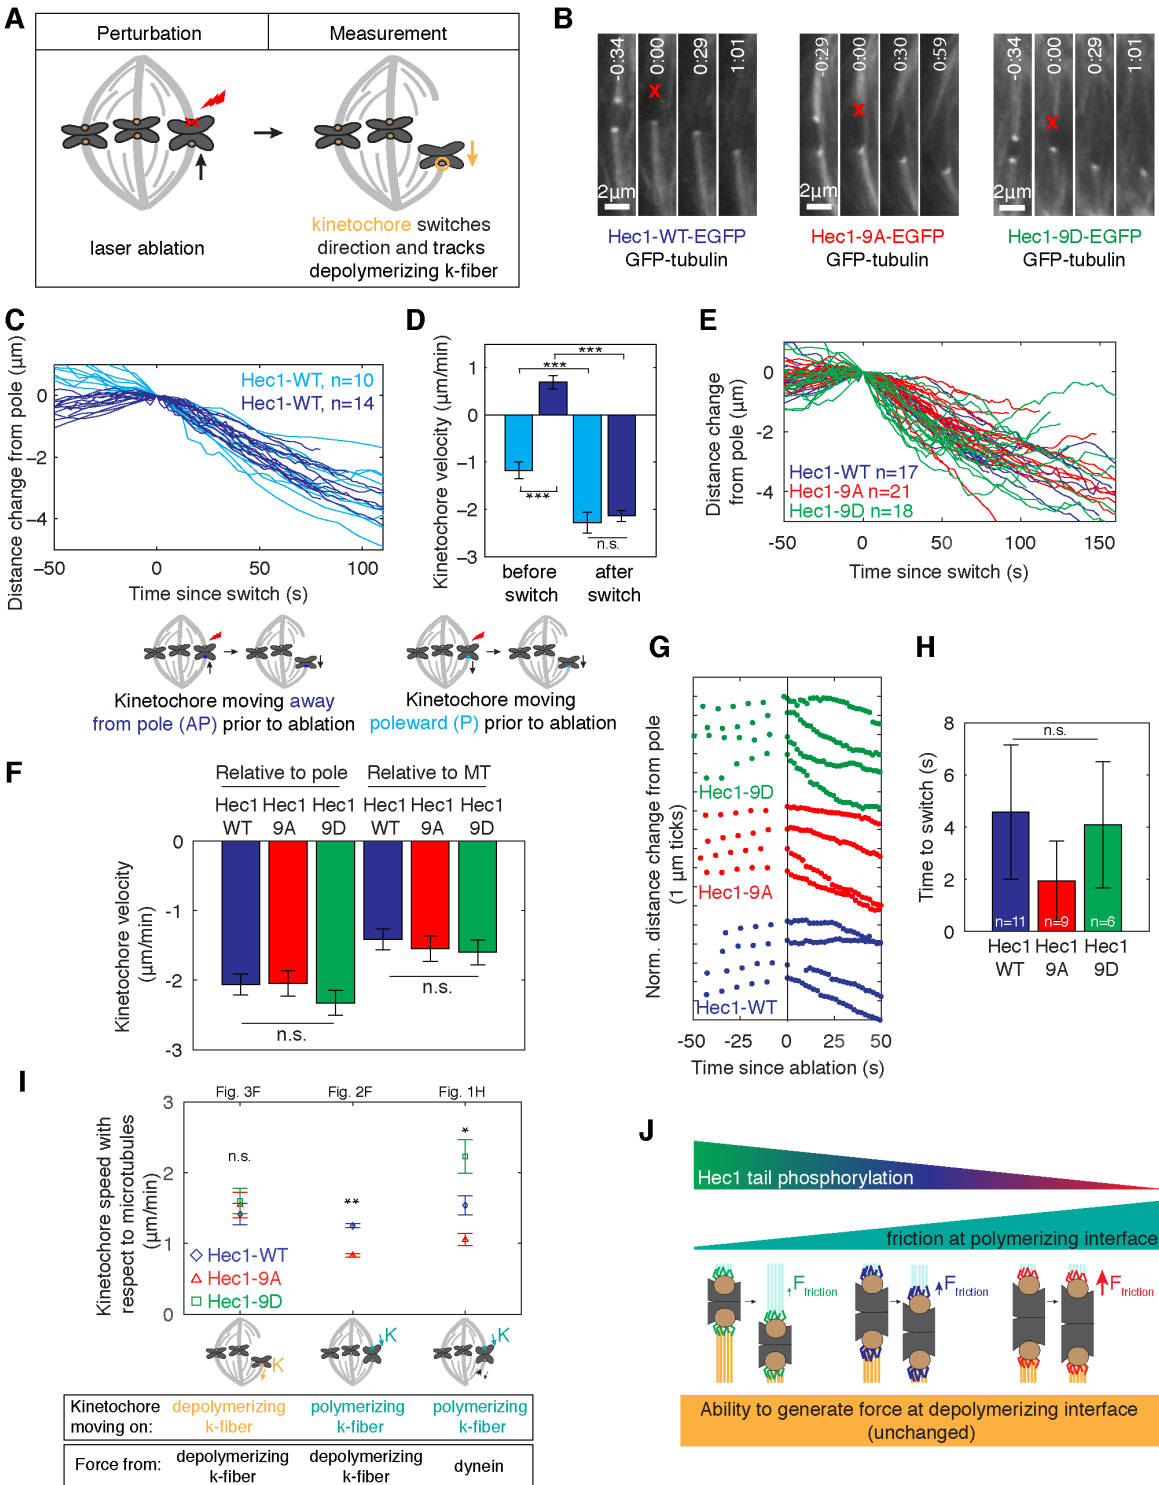 A
Perturbation
Measurement
laser ablation
kinetochore switches
direction and tracks
depolymerizing k-fiber
B
-0:34
0:00
0:29
1:01
X
2μm
Hec1-WT-EGFP
GFP-tubulin
-0:29
0:00
0:30
0:59
X
2μm
Hec1-9A-EGFP
GFP-tubulin
-0:34
0:00
0:29
1:01
X
2μm
Hec1-9D-EGFP
GFP-tubulin
C
Distance change from pole (μm)
0
–2
–4
–50
0
50
100
Time since switch (s)
Hec1-WT, n=10
Hec1-WT, n=14
D
Kinetochore velocity (μm/min)
1
0
–1
–2
–3
***
***
***
n.s.
before
switch
after
switch
Kinetochore moving away
from pole (AP) prior to ablation
Kinetochore moving
poleward (P) prior to ablation
E
Distance change
from pole (μm)
0
-2
-4
-50
0
50
100
150
Time since switch (s)
Hec1-WT n=17
Hec1-9A n=21
Hec1-9D n=18
F
Relative to pole
Relative to MT
Hec1 Hec1 Hec1 Hec1 Hec1 Hec1
WT 9A 9D WT 9A 9D
Kinetochore velocity
(μm/min)
0
-1
-2
-3
n.s.
n.s.
G
Norm. distance change from pole
(1 μm ticks)
Hec1-9D
Hec1-9A
Hec1-WT
-50
-25
0
25
50
Time since ablation (s)
H
Time to switch (s)
8
6
4
2
0
n.s.
n=11
n=9
n=6
Hec1 Hec1 Hec1
WT 9A 9D
I
Kinetochore speed with
respect to microtubules
(μm/min)
Fig. 3F
Fig. 2F
Fig. 1H
3
2
1
0
n.s.
**
*
Hec1-WT
Hec1-9A
Hec1-9D
K
K
K
Kinetochore
moving on:
depolymerizing
k-fiber
polymerizing
k-fiber
polymerizing
k-fiber
Force from:
depolymerizing
k-fiber
depolymerizing
k-fiber
dynein
J
Hec1 tail phosphorylation
friction at polymerizing interface
Ffriction
Ffriction
Ffriction
Ability to generate force at depolymerizing interface
(unchanged)